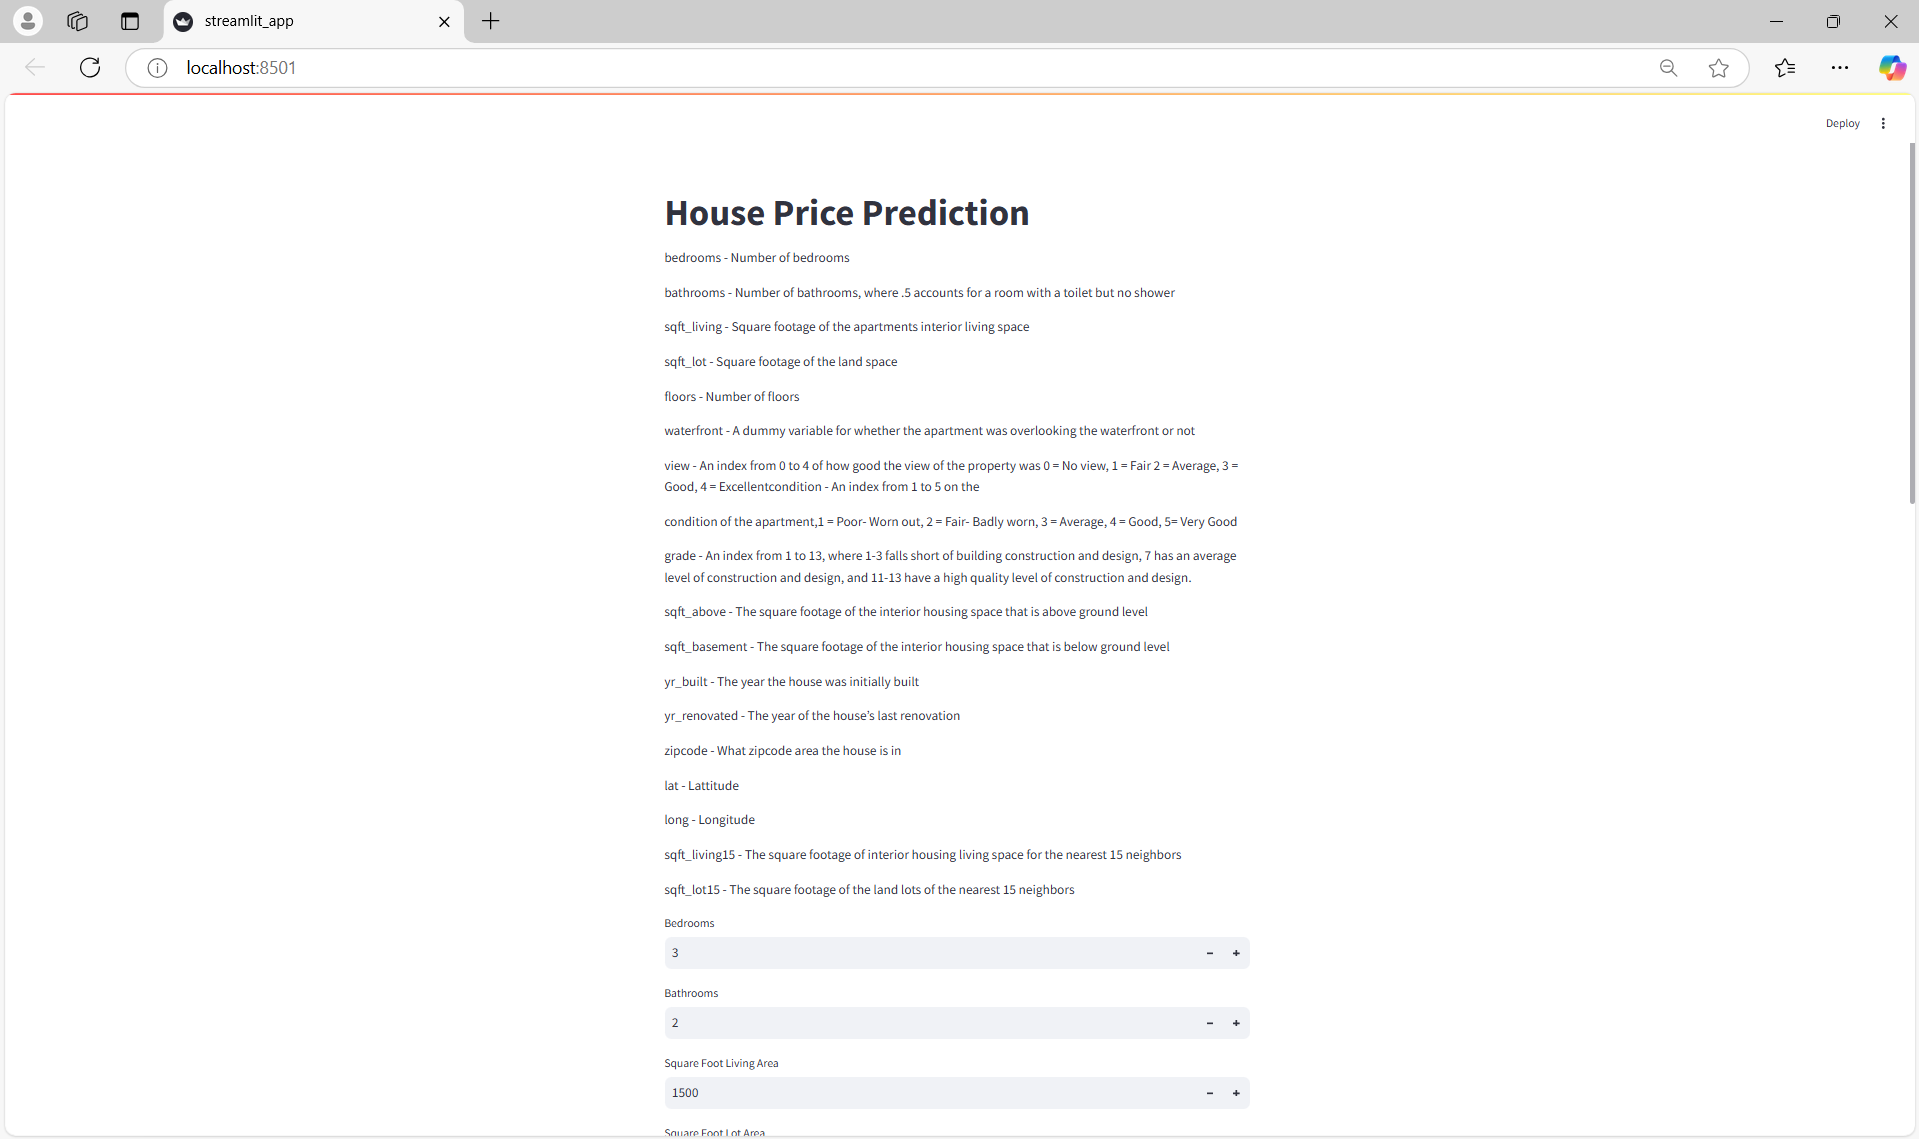 streamlit_app
localhost:8501
Deploy
House Price Prediction
bedrooms - Number of bedrooms
bathrooms - Number of bathrooms, where .5 accounts for a room with a toilet but no shower
sqft_living - Square footage of the apartments interior living space
sqft_lot - Square footage of the land space
floors - Number of floors
waterfront - A dummy variable for whether the apartment was overlooking the waterfront or not
view - An index from 0 to 4 of how good the view of the property was 0 = No view, 1 = Fair 2 = Average, 3 =
Good, 4 = Excellentcondition - An index from 1 to 5 on the
condition of the apartment,1 = Poor- Worn out, 2 = Fair- Badly worn, 3 = Average, 4 = Good, 5= Very Good
grade - An index from 1 to 13, where 1-3 falls short of building construction and design, 7 has an average
level of construction and design, and 11-13 have a high quality level of construction and design.
sqft_above - The square footage of the interior housing space that is above ground level
sqft_basement - The square footage of the interior housing space that is below ground level
yr_built - The year the house was initially built
yr_renovated - The year of the house’s last renovation
zipcode - What zipcode area the house is in
lat - Lattitude
long - Longitude
sqft_living15 - The square footage of interior housing living space for the nearest 15 neighbors
sqft_lot15 - The square footage of the land lots of the nearest 15 neighbors
Bedrooms
3
Bathrooms
2
Square Foot Living Area
1500
Square Foot Lot Area